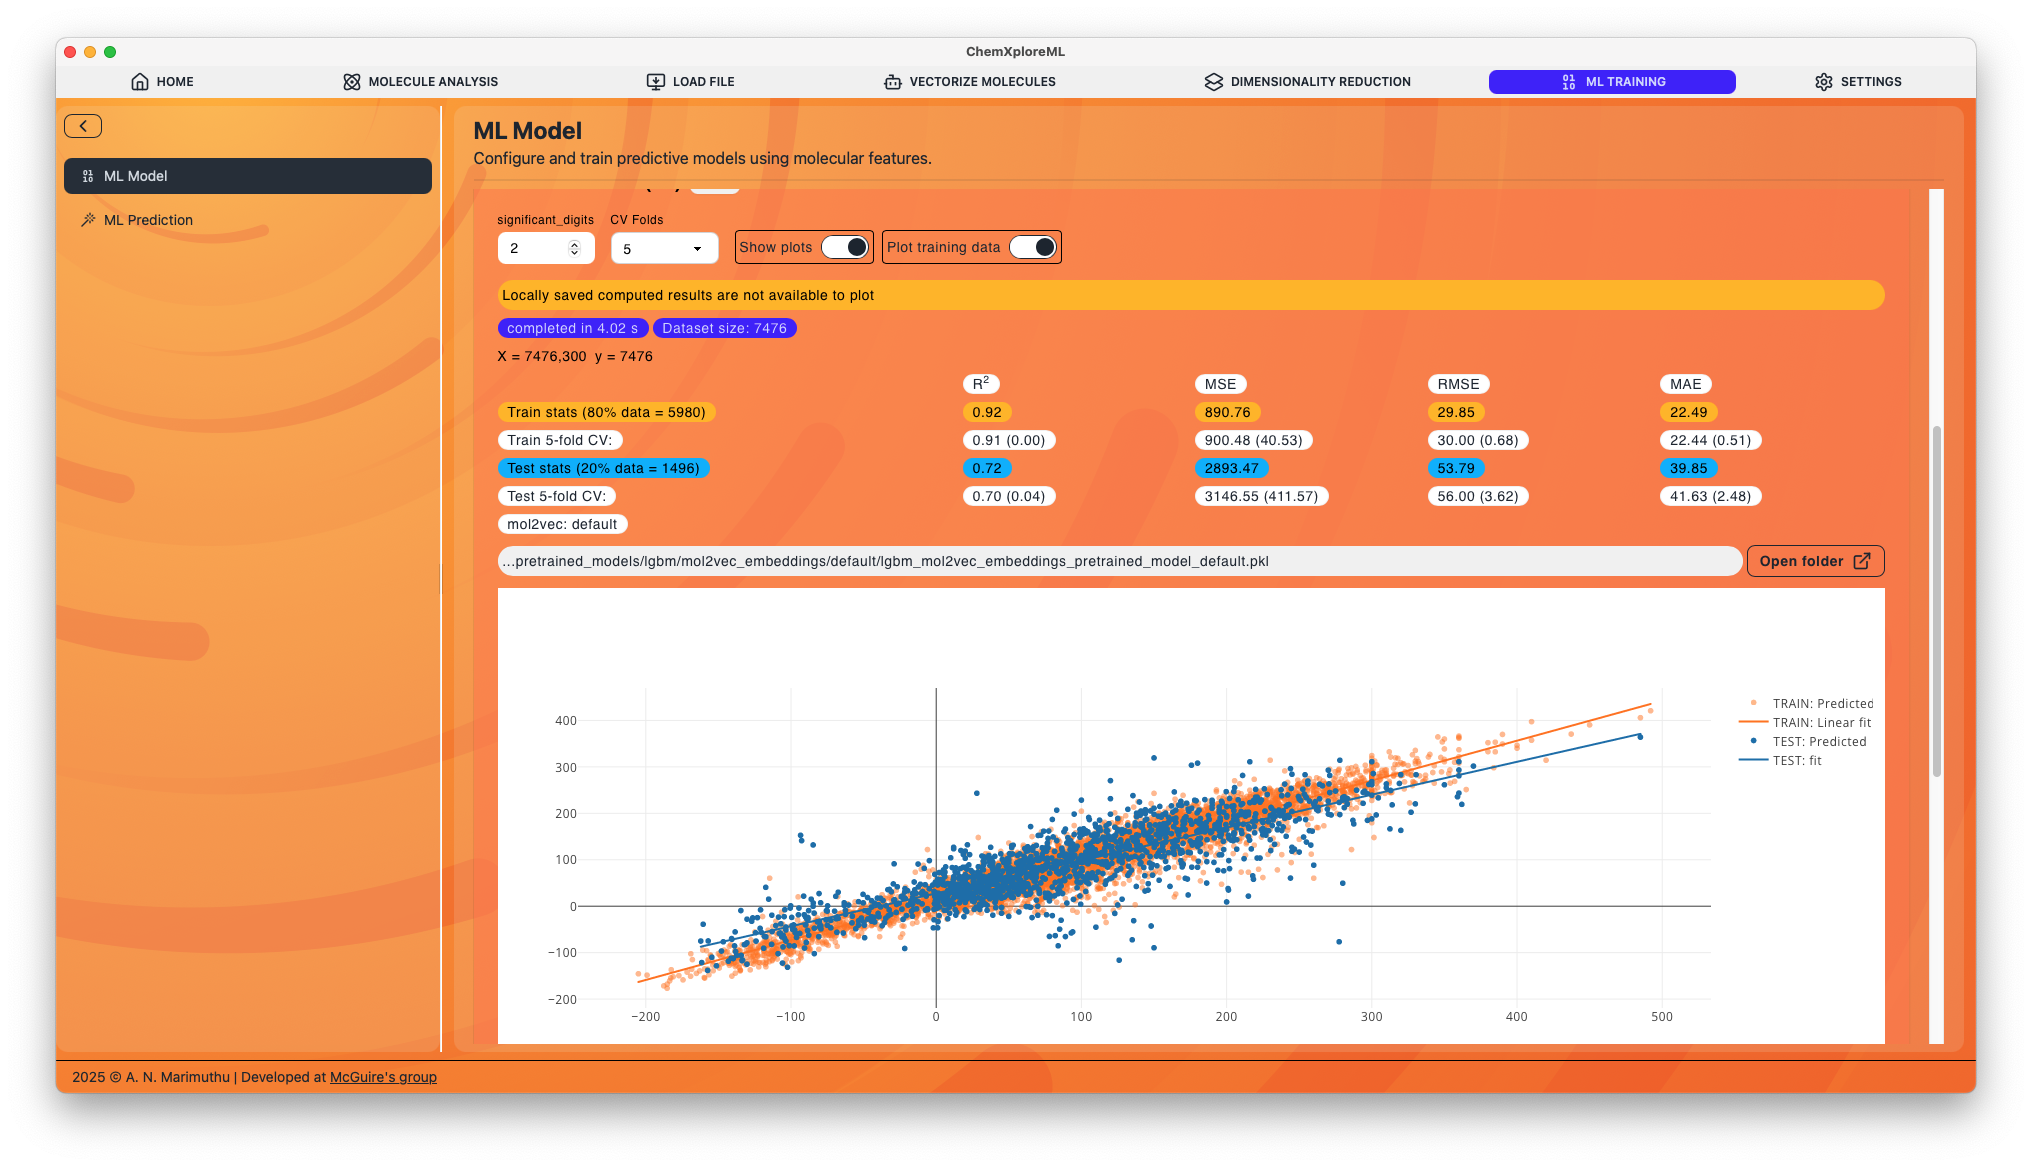 ChemXploreML
HOME MOLECULE ANALYSIS LOAD FILE VECTORIZE MOLECULES DIMENSIONALITY REDUCTION ML TRAINING SETTINGS
ML Model
ML Prediction
ML Model
Configure and train predictive models using molecular features.
significant_digits CV Folds
2 5 Show plots Plot training data
Locally saved computed results are not available to plot
completed in 4.02 s Dataset size: 7476
X = 7476,300 y = 7476
R² MSE RMSE MAE
Train stats (80% data = 5980) 0.92 890.76 29.85 22.49
Train 5-fold CV: 0.91 (0.00) 900.48 (40.53) 30.00 (0.68) 22.44 (0.51)
Test stats (20% data = 1496) 0.72 2893.47 53.79 39.85
Test 5-fold CV: 0.70 (0.04) 3146.55 (411.57) 56.00 (3.62) 41.63 (2.48)
mol2vec: default
...pretrained_models/lgbm/mol2vec_embeddings/default/lgbm_mol2vec_embeddings_pretrained_model_default.pkl Open folder
TRAIN: Predicted
TRAIN: Linear fit
TEST: Predicted
TEST: fit
400
300
200
100
0
−100
−200
−200 −100 0 100 200 300 400 500
2025 © A. N. Marimuthu | Developed at McGuire's group